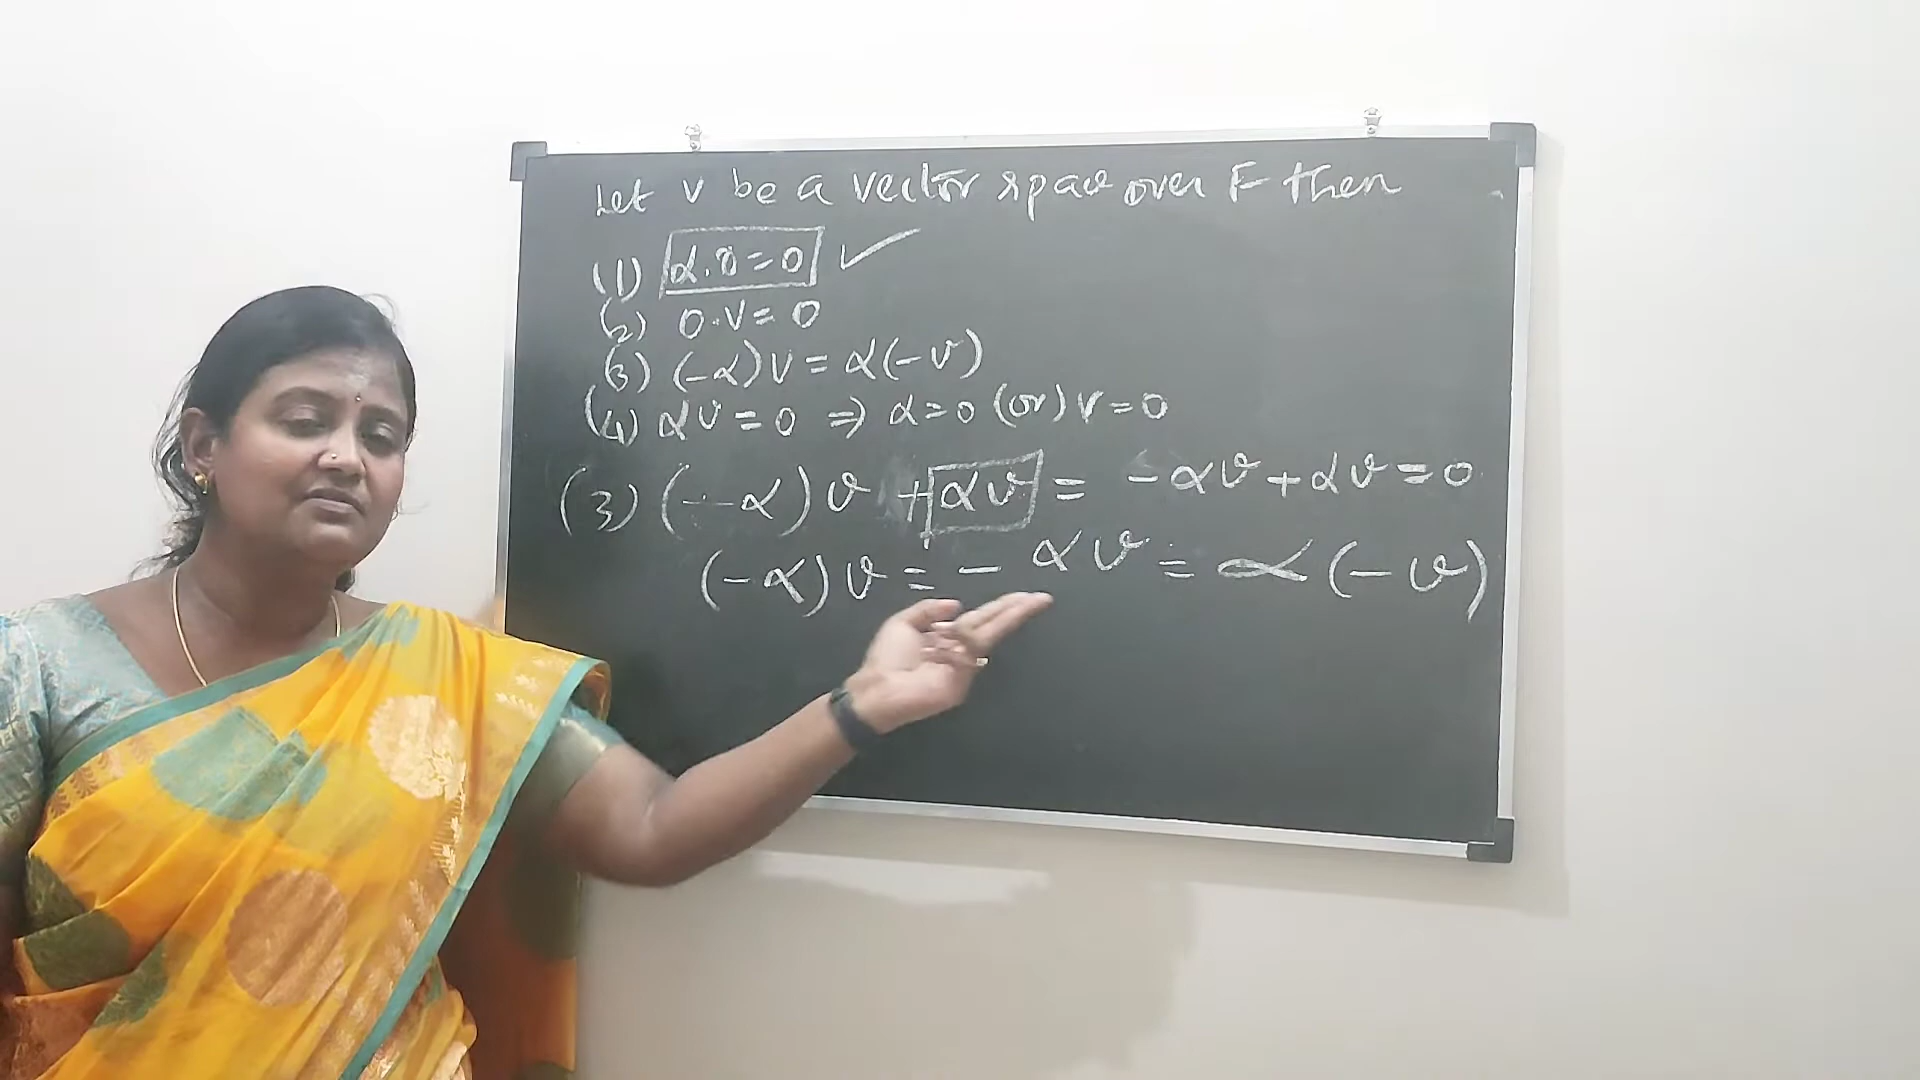 Let V be a vector space over F then
(1) α.0=0 ✓
(2) 0.V=0
(3) (-α)V=α(-v)
(4) αv=0 ⇒ α=0 (or) v=0
(3) (-α)v + αv = -αv+αv=0
(-α)v = -αv = α(-v)